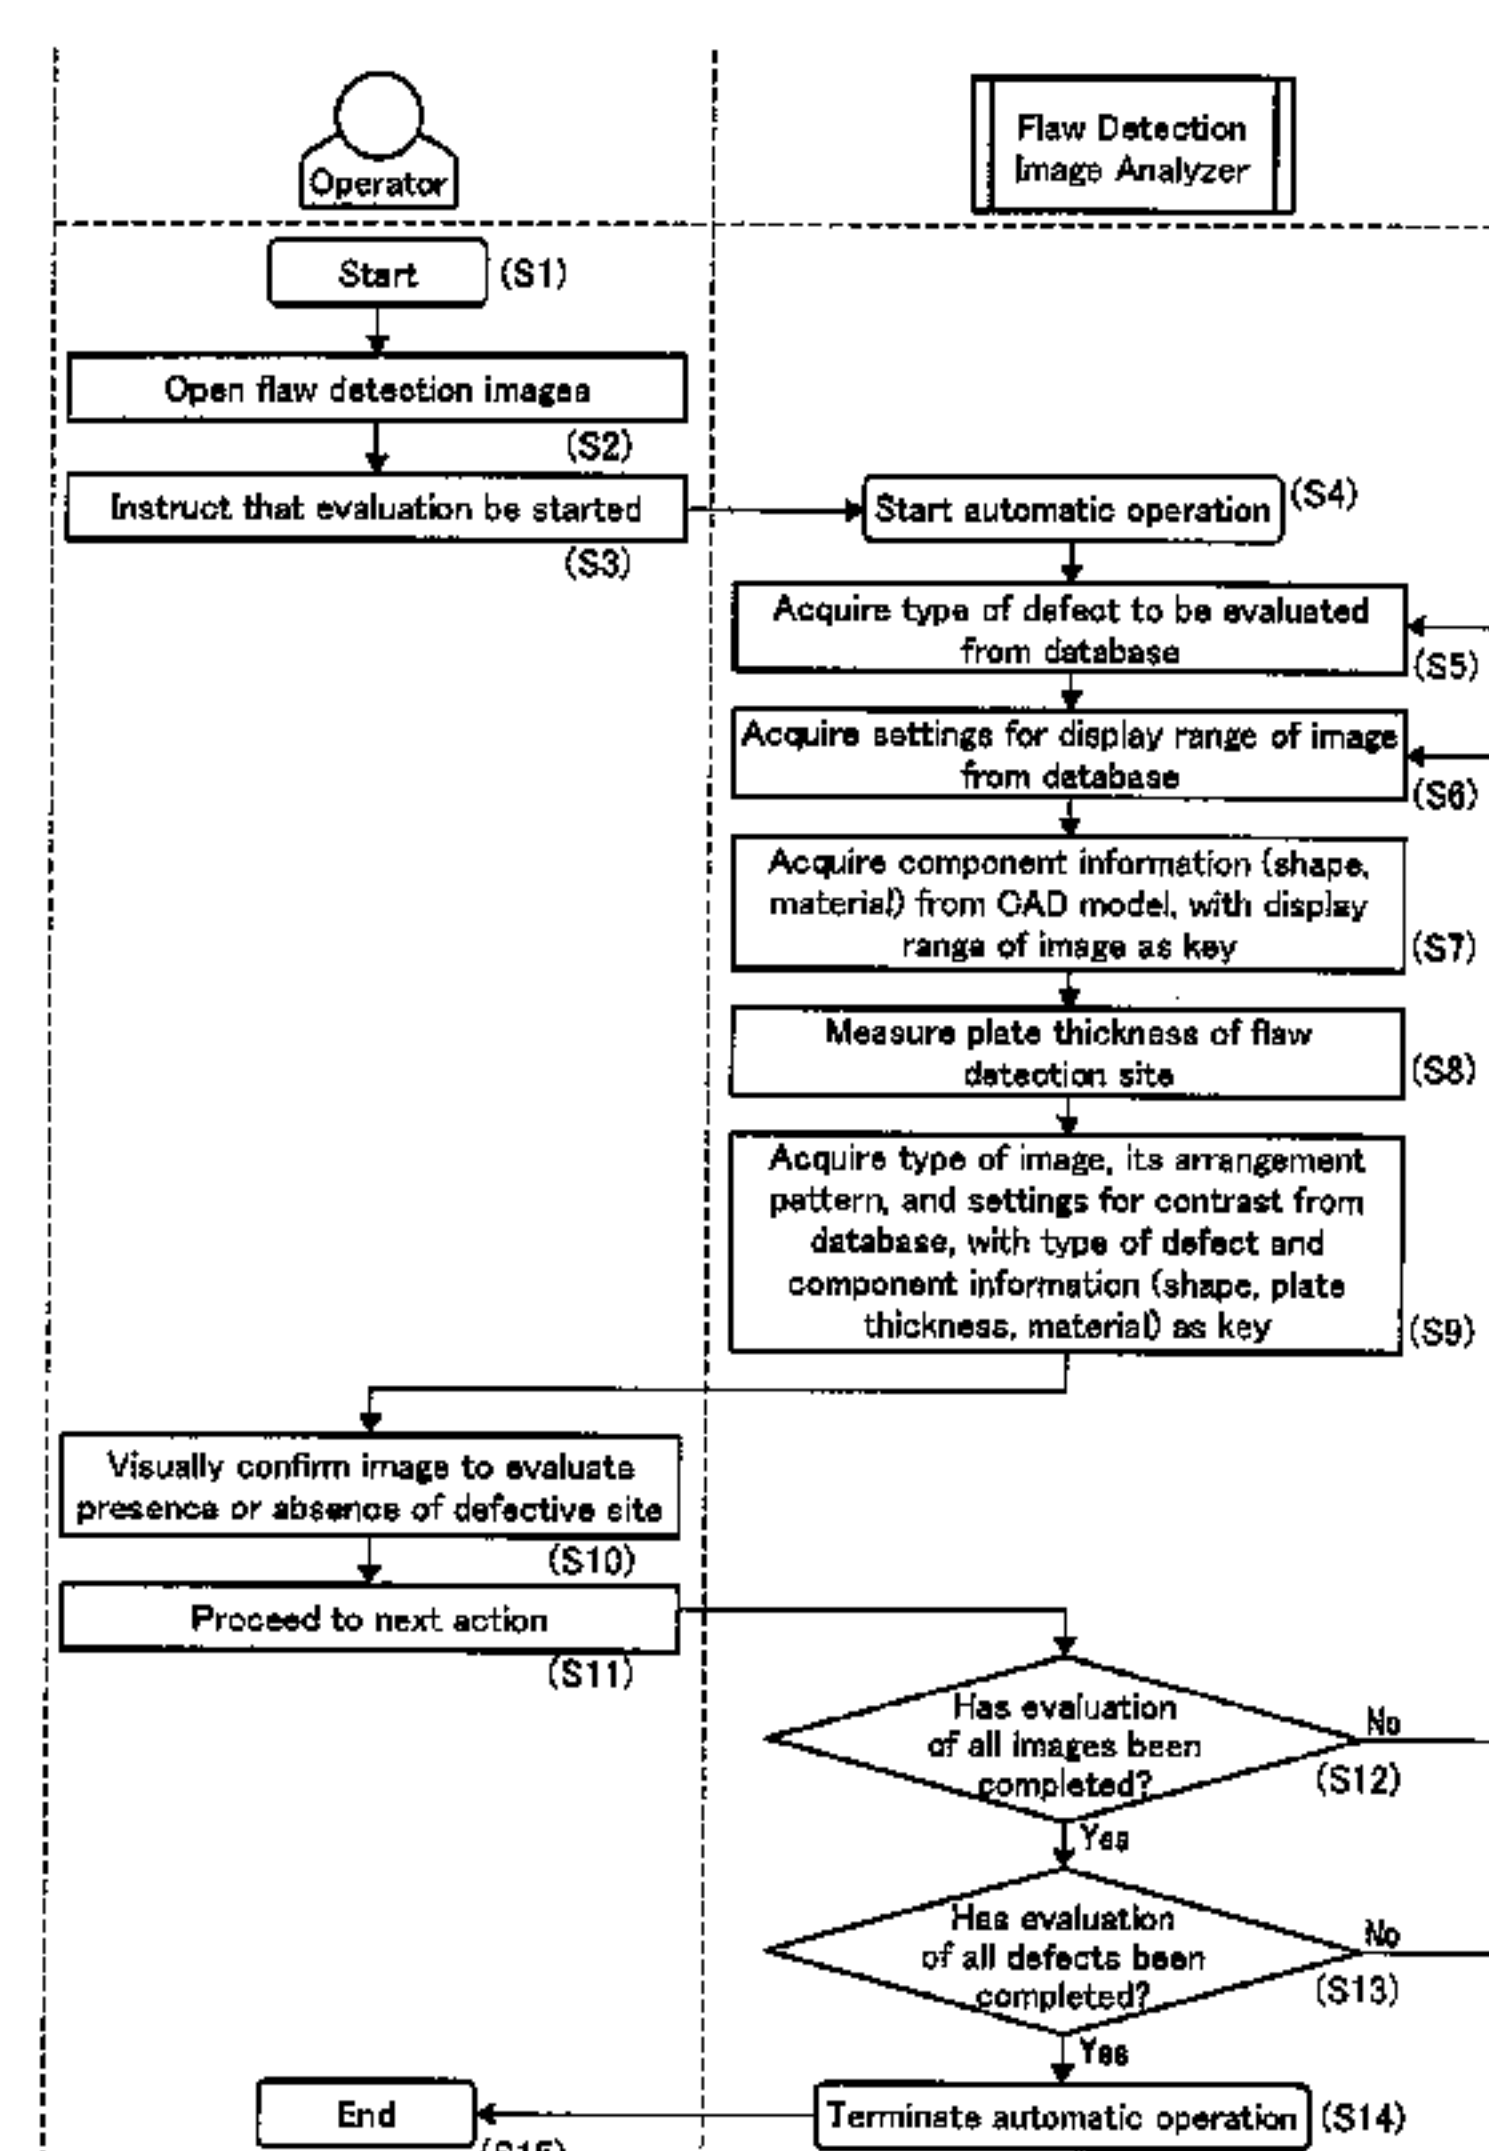 Operator
Flaw Detection
Image Analyzer
Start
(S1)
Open flaw detection images
(S2)
Instruct that evaluation be started
(S3)
Start automatic operation
(S4)
Acquire type of defect to be evaluated
from database
(S5)
Acquire settings for display range of image
from database
(S6)
Acquire component information (shape,
material) from CAD model, with display
range of image as key
(S7)
Measure plate thickness of flaw
detection site
(S8)
Acquire type of image, its arrangement
pattern, and settings for contrast from
database, with type of defect and
component information (shape, plate
thickness, material) as key
(S9)
Visually confirm image to evaluate
presence or absence of defective site
(S10)
Proceed to next action
(S11)
Has evaluation
of all images been
completed?
No
(S12)
Yes
Has evaluation
of all defects been
completed?
No
(S13)
Yes
Terminate automatic operation
(S14)
End
(S15)